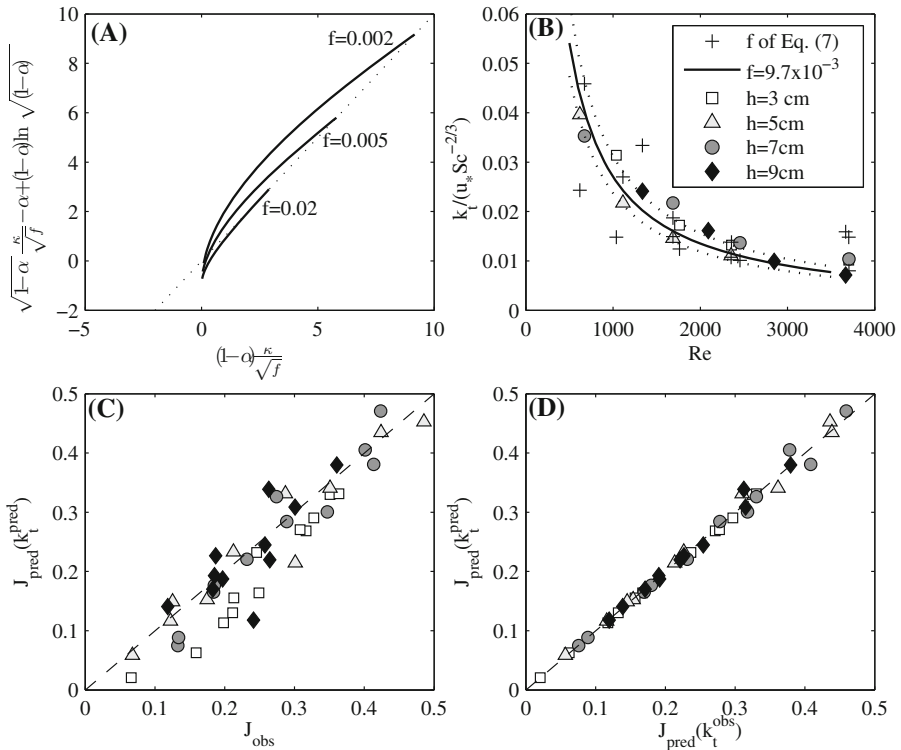 (A)
f=0.002
f=0.005
f=0.02
10
8
6
4
2
0
−2
−5
0
5
10
√(1−α) κ/√f −α+(1−α)ln √(1−α)
(1−α) κ/√f
(B)
+ f of Eq. (7)
f=9.7x10⁻³
h=3 cm
h=5cm
h=7cm
h=9cm
0.06
0.05
0.04
0.03
0.02
0.01
0
0
1000
2000
3000
4000
k_t/(u_*Sc^{−2/3})
Re
(C)
0.5
0.4
0.3
0.2
0.1
0
0
0.1
0.2
0.3
0.4
0.5
J_pred(k_t^pred)
J_obs
(D)
0.5
0.4
0.3
0.2
0.1
0
0
0.1
0.2
0.3
0.4
0.5
J_pred(k_t^pred)
J_pred(k_t^obs)